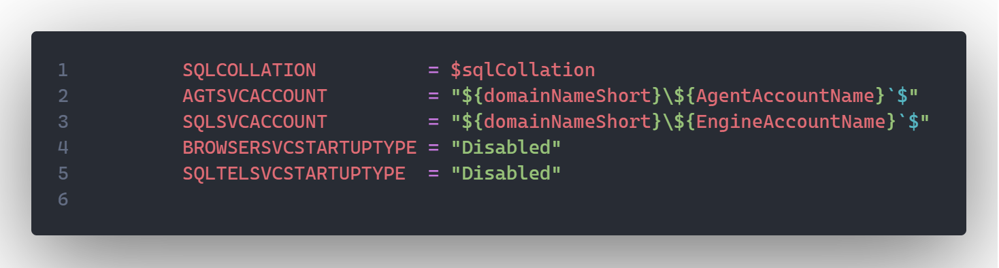 1 SQLCOLLATION = $sqlCollation
2 AGTSVCACCOUNT = "${domainNameShort}\${AgentAccountName}`$"
3 SQLSVCACCOUNT = "${domainNameShort}\${EngineAccountName}`$"
4 BROWSERSVCSTARTUPTYPE = "Disabled"
5 SQLTELSVCSTARTUPTYPE = "Disabled"
6